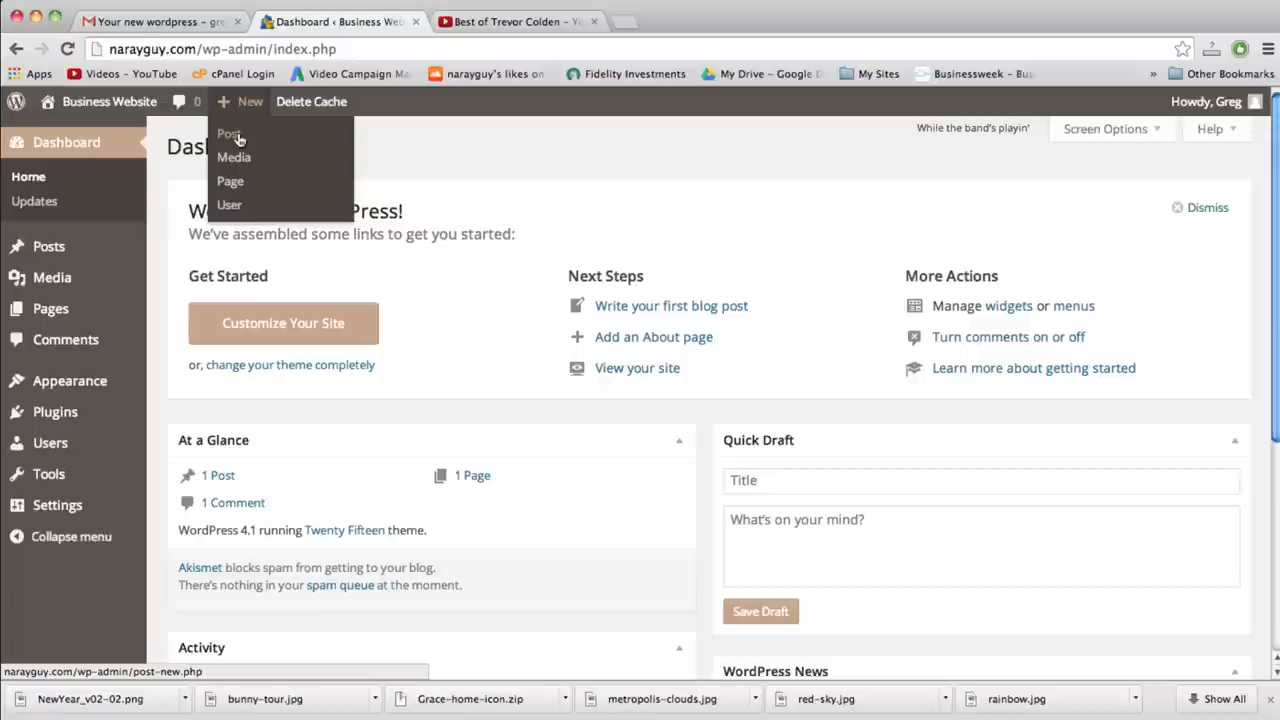 Your new wordpress – gre
Dashboard ‹ Business Web
Best of Trevor Colden - Yo
narayguy.com/wp-admin/index.php
Apps
Videos - YouTube
cPanel Login
Video Campaign Ma
narayguy's likes on
Fidelity Investments
My Drive - Google D
My Sites
Businessweek - Bus
»
Other Bookmarks
Business Website
0
+ New
Delete Cache
Howdy, Greg
Post
Media
Page
User
Dashboard
Home
Updates
Posts
Media
Pages
Comments
Appearance
Plugins
Users
Tools
Settings
Collapse menu
Das
While the band's playin'
Screen Options
Help
W Press!
Dismiss
We've assembled some links to get you started:
Get Started
Customize Your Site
or, change your theme completely
Next Steps
Write your first blog post
Add an About page
View your site
More Actions
Manage widgets or menus
Turn comments on or off
Learn more about getting started
At a Glance
1 Post
1 Page
1 Comment
WordPress 4.1 running Twenty Fifteen theme.
Akismet blocks spam from getting to your blog.
There's nothing in your spam queue at the moment.
Activity
Quick Draft
Title
What's on your mind?
Save Draft
WordPress News
narayguy.com/wp-admin/post-new.php
NewYear_v02-02.png
bunny-tour.jpg
Grace-home-icon.zip
metropolis-clouds.jpg
red-sky.jpg
rainbow.jpg
Show All